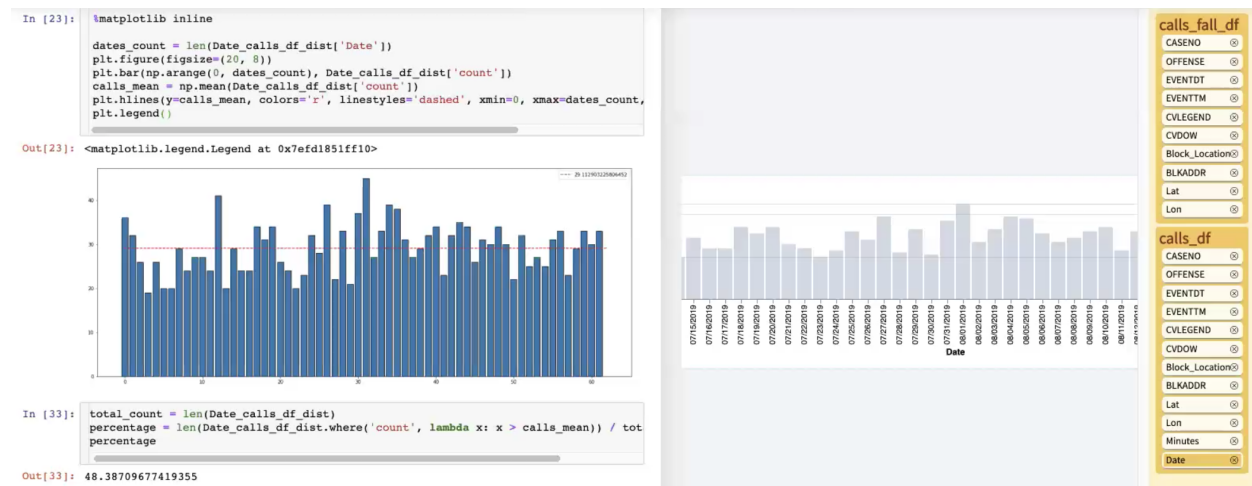 In [23]:
%matplotlib inline
dates_count = len(Date_calls_df_dist['Date'])
plt.figure(figsize=(20, 8))
plt.bar(np.arange(0, dates_count), Date_calls_df_dist['count'])
calls_mean = np.mean(Date_calls_df_dist['count'])
plt.hlines(y=calls_mean, colors='r', linestyles='dashed', xmin=0, xmax=dates_count,
plt.legend()
Out[23]: <matplotlib.legend.Legend at 0x7efd1851ff10>
40
30
20
10
0
0 10 20 30 40 50 60
In [33]:
total_count = len(Date_calls_df_dist)
percentage = len(Date_calls_df_dist.where('count', lambda x: x > calls_mean)) / tot
percentage
Out[33]: 48.38709677419355
07/15/2019
07/16/2019
07/17/2019
07/18/2019
07/19/2019
07/20/2019
07/21/2019
07/22/2019
07/23/2019
07/24/2019
07/25/2019
07/26/2019
07/27/2019
07/28/2019
07/29/2019
07/30/2019
07/31/2019
08/01/2019
08/02/2019
08/03/2019
08/04/2019
08/05/2019
08/06/2019
08/07/2019
08/08/2019
08/09/2019
08/10/2019
08/11/2019
Date
calls_fall_df
CASENO
OFFENSE
EVENTDT
EVENTTM
CVLEGEND
CVDOW
Block_Location
BLKADDR
Lat
Lon
calls_df
CASENO
OFFENSE
EVENTDT
EVENTTM
CVLEGEND
CVDOW
Block_Location
BLKADDR
Lat
Lon
Minutes
Date